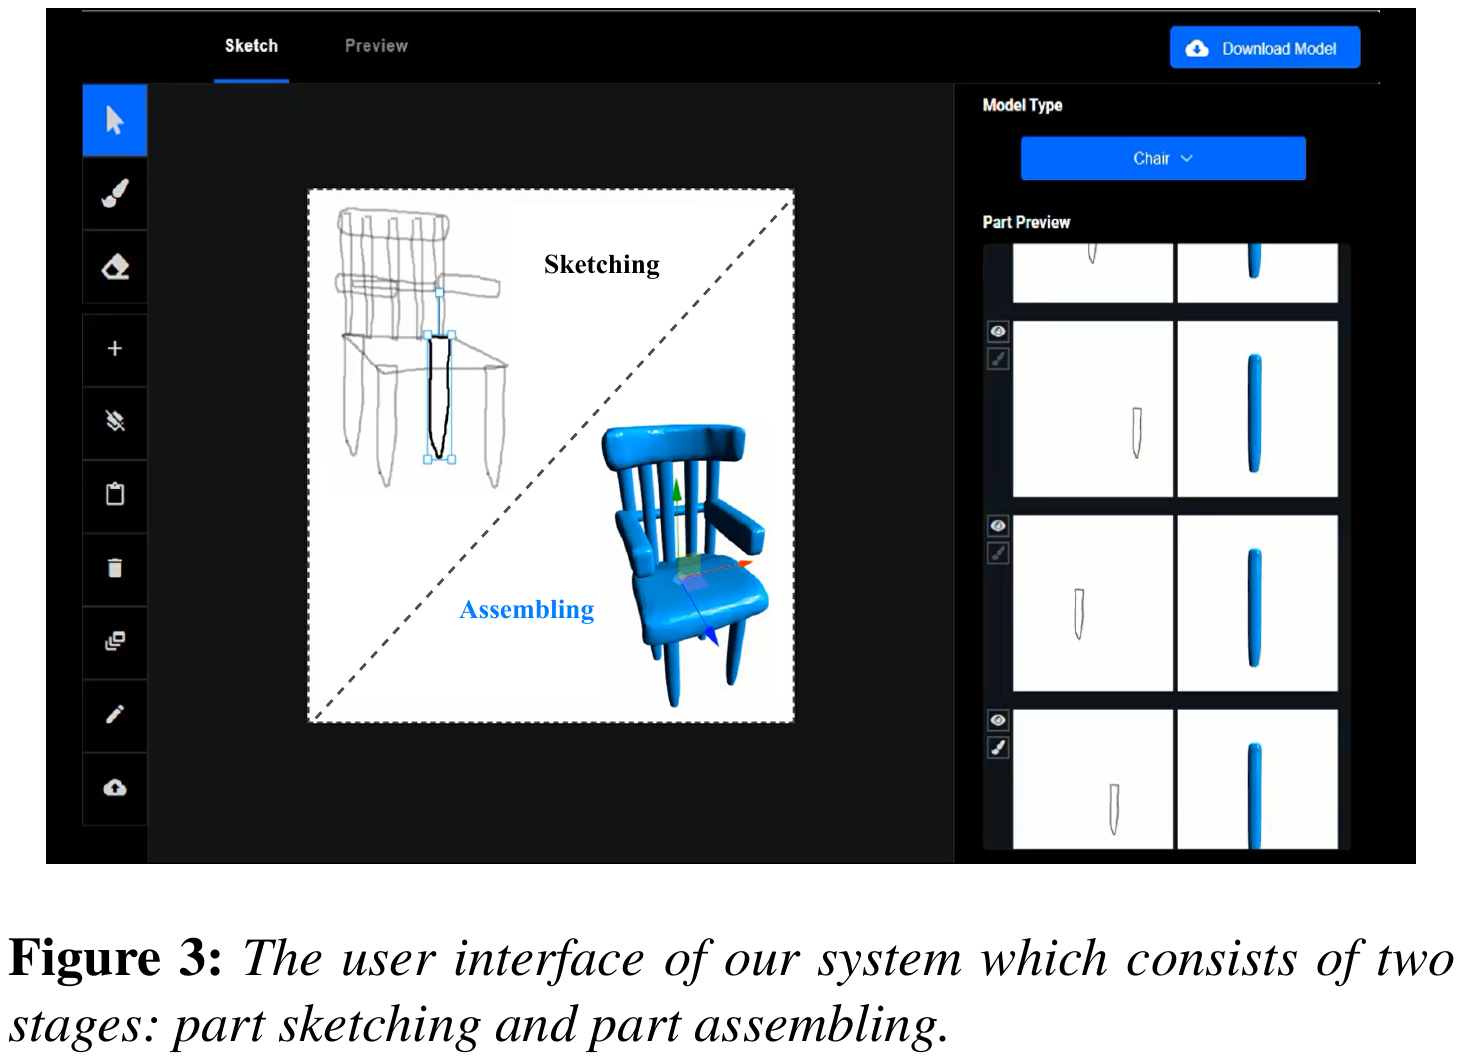 Sketch
Preview
Download Model
Model Type
Chair
Part Preview
Sketching
Assembling
Figure 3: The user interface of our system which consists of two
stages: part sketching and part assembling.